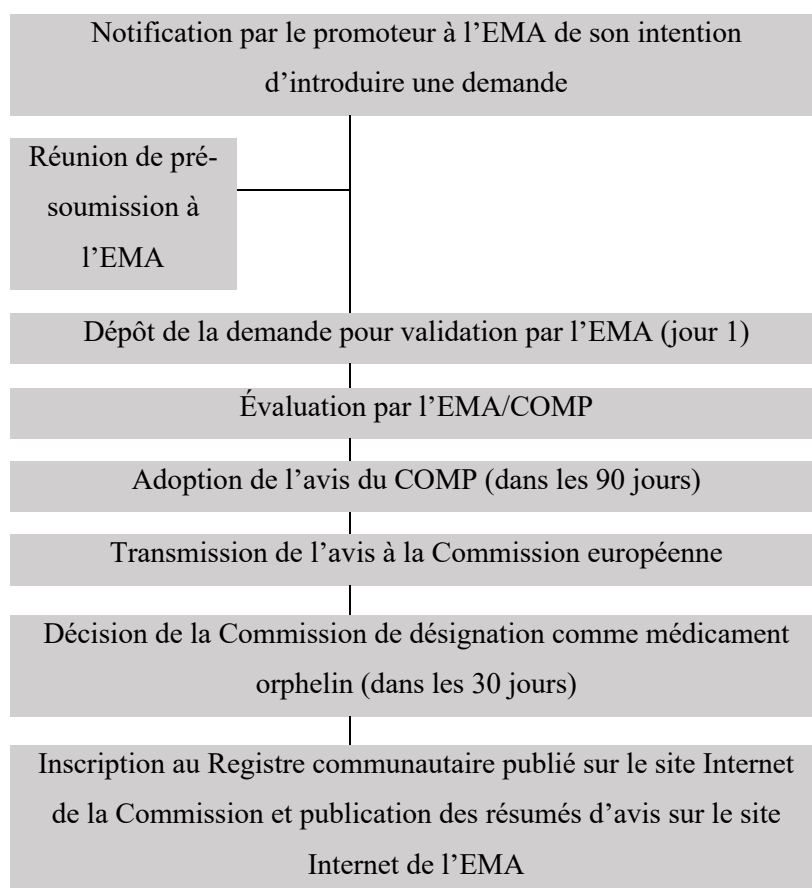 Notification par le promoteur à l’EMA de son intention
d’introduire une demande
Réunion de pré-
soumission à
l’EMA
Dépôt de la demande pour validation par l’EMA (jour 1)
Évaluation par l’EMA/COMP
Adoption de l’avis du COMP (dans les 90 jours)
Transmission de l’avis à la Commission européenne
Décision de la Commission de désignation comme médicament
orphelin (dans les 30 jours)
Inscription au Registre communautaire publié sur le site Internet
de la Commission et publication des résumés d’avis sur le site
Internet de l’EMA